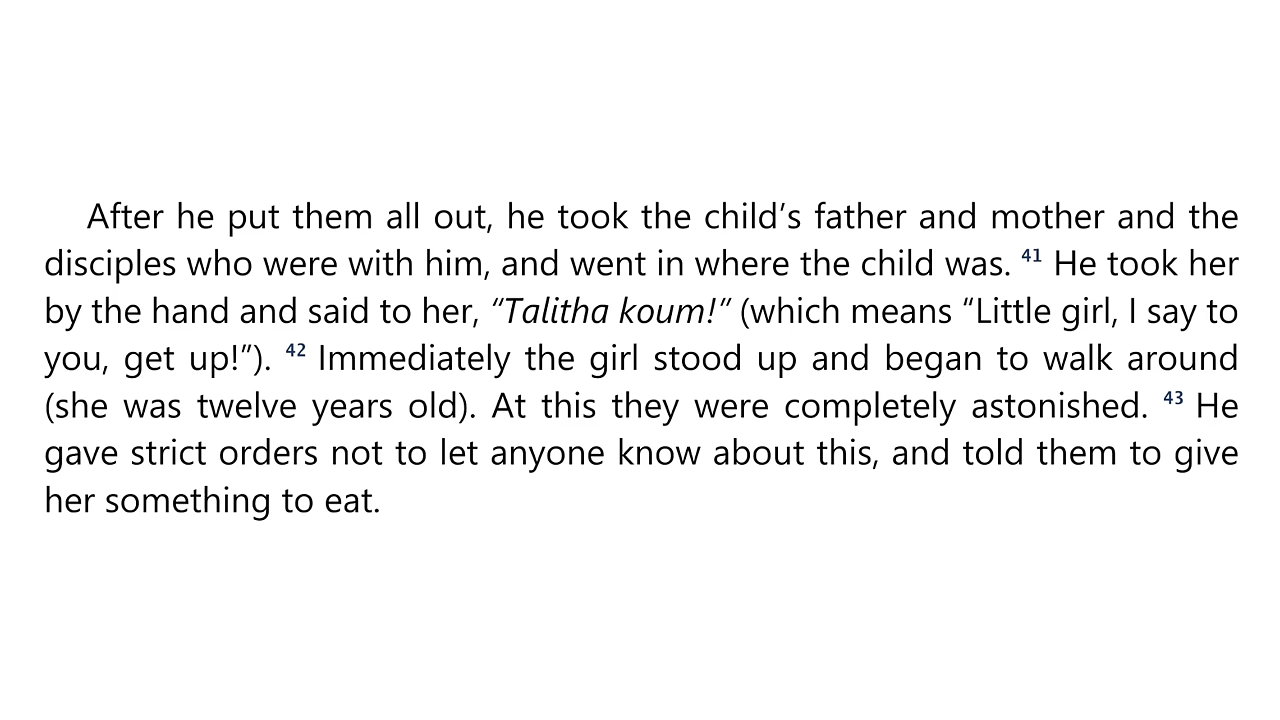 After he put them all out, he took the child’s father and mother and the
disciples who were with him, and went in where the child was. 41 He took her
by the hand and said to her, “Talitha koum!” (which means “Little girl, I say to
you, get up!”). 42 Immediately the girl stood up and began to walk around
(she was twelve years old). At this they were completely astonished. 43 He
gave strict orders not to let anyone know about this, and told them to give
her something to eat.